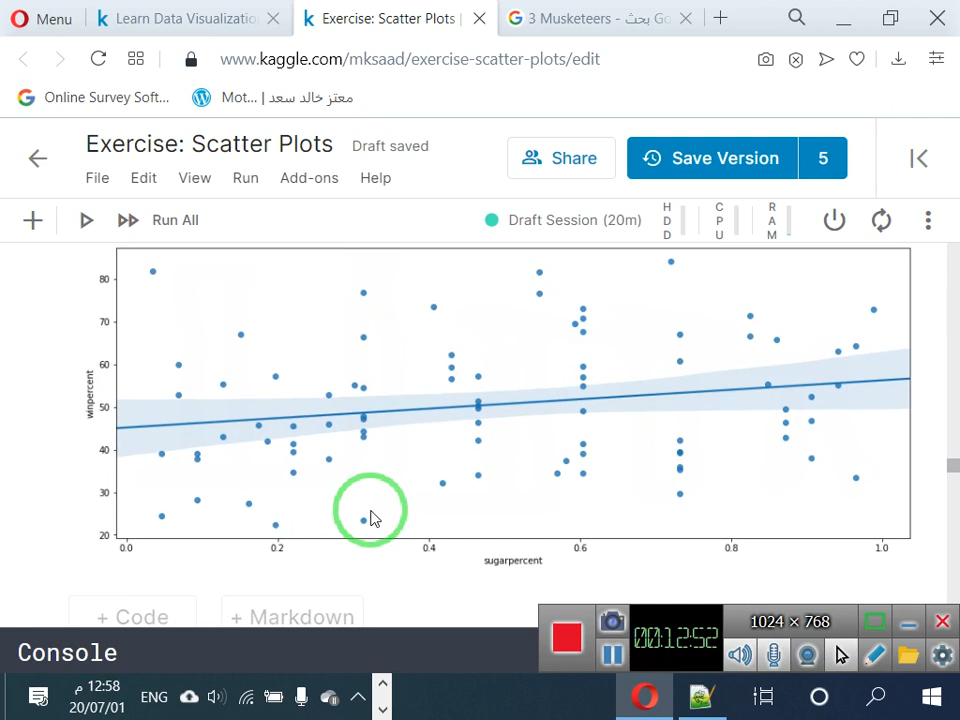 Menu
Learn Data Visualizatio
Exercise: Scatter Plots
3 Musketeers - بحث Go
www.kaggle.com/mksaad/exercise-scatter-plots/edit
Online Survey Soft...
Mot... | معتز خالد سعد
Exercise: Scatter Plots
Draft saved
Share
Save Version
5
File
Edit
View
Run
Add-ons
Help
Run All
Draft Session (20m)
HDD
CPU
RAM
winpercent
80
70
60
50
40
30
20
0.0
0.2
0.4
0.6
0.8
1.0
sugarpercent
+ Code
+ Markdown
Console
00:12:52
1024 × 768
12:58 م
20/07/01
ENG